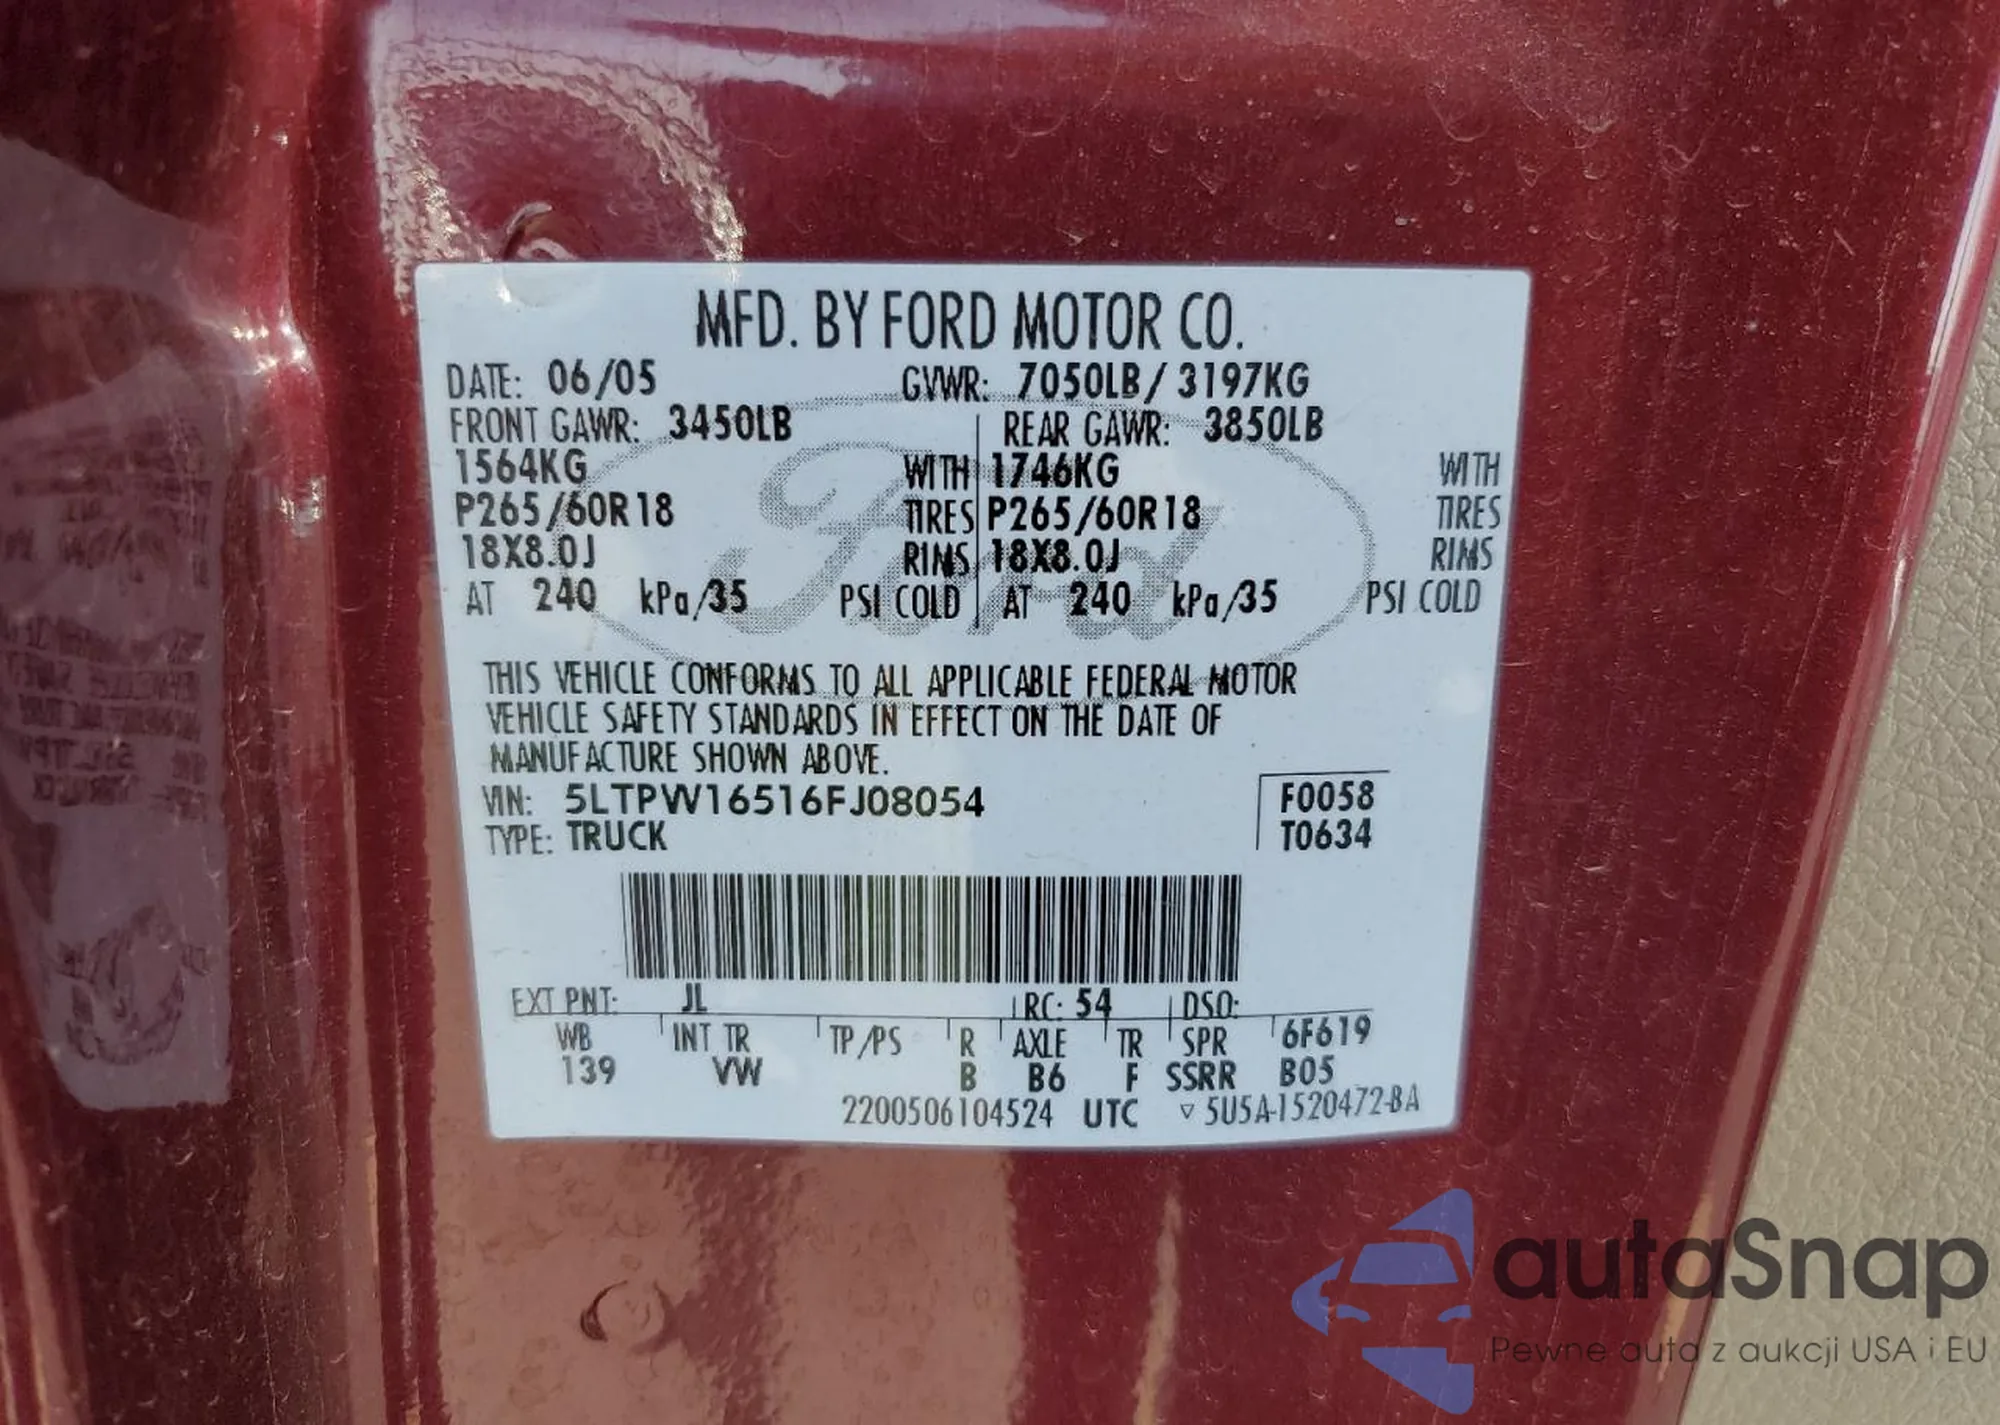 MFD. BY FORD MOTOR CO.
DATE: 06/05 GVWR: 7050LB/ 3197KG
FRONT GAWR: 3450LB REAR GAWR: 3850LB
1564KG WITH 1746KG WITH
P265/60R18 TIRES P265/60R18 TIRES
18X8.0J RIMS 18X8.0J RIMS
AT 240 kPa/35 PSI COLD AT 240 kPa/35 PSI COLD
Ford
THIS VEHICLE CONFORMS TO ALL APPLICABLE FEDERAL MOTOR
VEHICLE SAFETY STANDARDS IN EFFECT ON THE DATE OF
MANUFACTURE SHOWN ABOVE.
VIN: 5LTPW16516FJ08054 F0058
TYPE: TRUCK T0634
EXT PNT: JL RC: 54 DSO:
WB INT TR TP/PS R AXLE TR SPR 6F619
139 VW B B6 F SSRR B05
2200506104524 UTC ▽ 5U5A-1520472-BA
autaSnap
Pewne auta z aukcji USA i EU